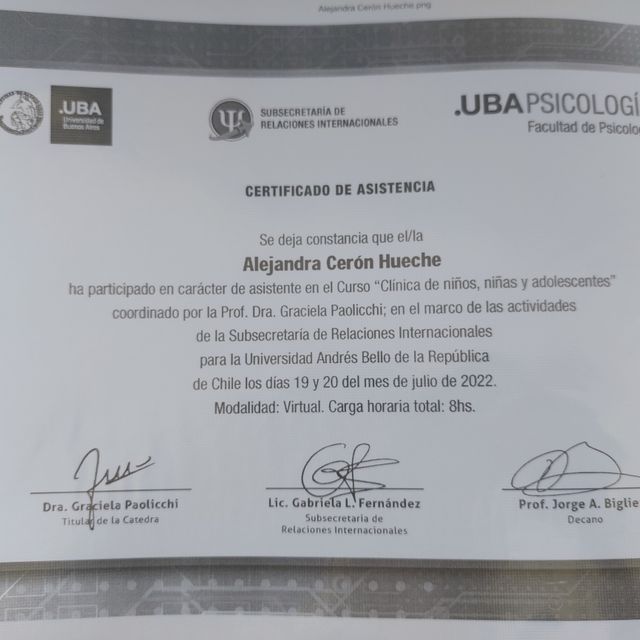 Alejandra Cerón Hueche.png
.UBA
Universidad de
Buenos Aires
SUBSECRETARÍA DE
RELACIONES INTERNACIONALES
.UBAPSICOLOGÍ
Facultad de Psicolo
CERTIFICADO DE ASISTENCIA
Se deja constancia que el/la
Alejandra Cerón Hueche
ha participado en carácter de asistente en el Curso “Clínica de niños, niñas y adolescentes”
coordinado por la Prof. Dra. Graciela Paolicchi; en el marco de las actividades
de la Subsecretaría de Relaciones Internacionales
para la Universidad Andrés Bello de la República
de Chile los días 19 y 20 del mes de julio de 2022.
Modalidad: Virtual. Carga horaria total: 8hs.
Dra. Graciela Paolicchi
Titular de la Catedra
Lic. Gabriela L. Fernández
Subsecretaria de
Relaciones Internacionales
Prof. Jorge A. Biglie
Decano